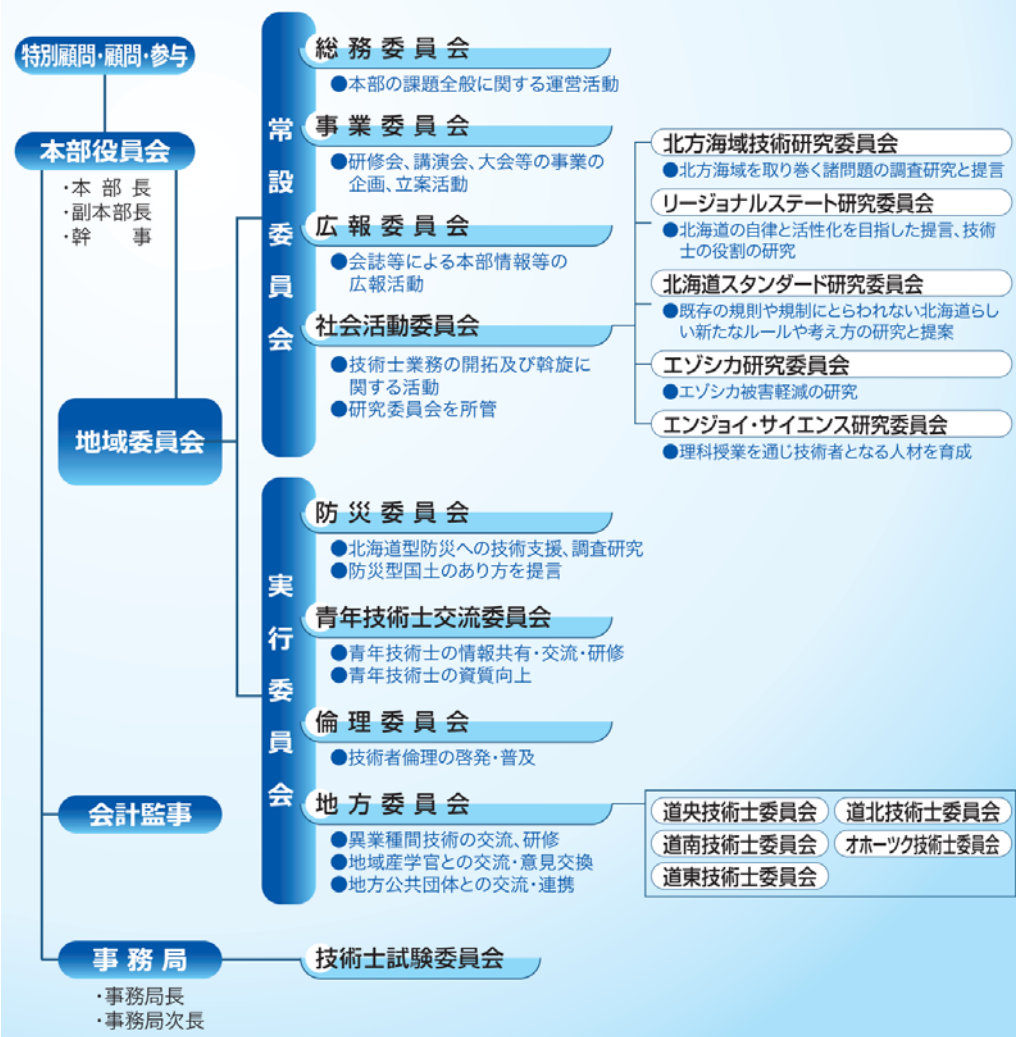 特別顧問・顧問・参与
本部役員会
・本部長
・副本部長
・幹事
地域委員会
会計監事
事務局
・事務局長
・事務局次長
常設委員会
総務委員会
●本部の課題全般に関する運営活動
事業委員会
●研修会、講演会、大会等の事業の
企画、立案活動
広報委員会
●会誌等による本部情報等の
広報活動
社会活動委員会
●技術士業務の開拓及び斡旋に
関する活動
●研究委員会を所管
北方海域技術研究委員会
●北方海域を取り巻く諸問題の調査研究と提言
リージョナルステート研究委員会
●北海道の自律と活性化を目指した提言、技術
士の役割の研究
北海道スタンダード研究委員会
●既存の規則や規制にとらわれない北海道らし
い新たなルールや考え方の研究と提案
エゾシカ研究委員会
●エゾシカ被害軽減の研究
エンジョイ・サイエンス研究委員会
●理科授業を通じ技術者となる人材を育成
実行委員会
防災委員会
●北海道型防災への技術支援、調査研究
●防災型国土のあり方を提言
青年技術士交流委員会
●青年技術士の情報共有・交流・研修
●青年技術士の資質向上
倫理委員会
●技術者倫理の啓発・普及
地方委員会
●異業種間技術の交流、研修
●地域産学官との交流・意見交換
●地方公共団体との交流・連携
道央技術士委員会
道北技術士委員会
道南技術士委員会
オホーツク技術士委員会
道東技術士委員会
技術士試験委員会